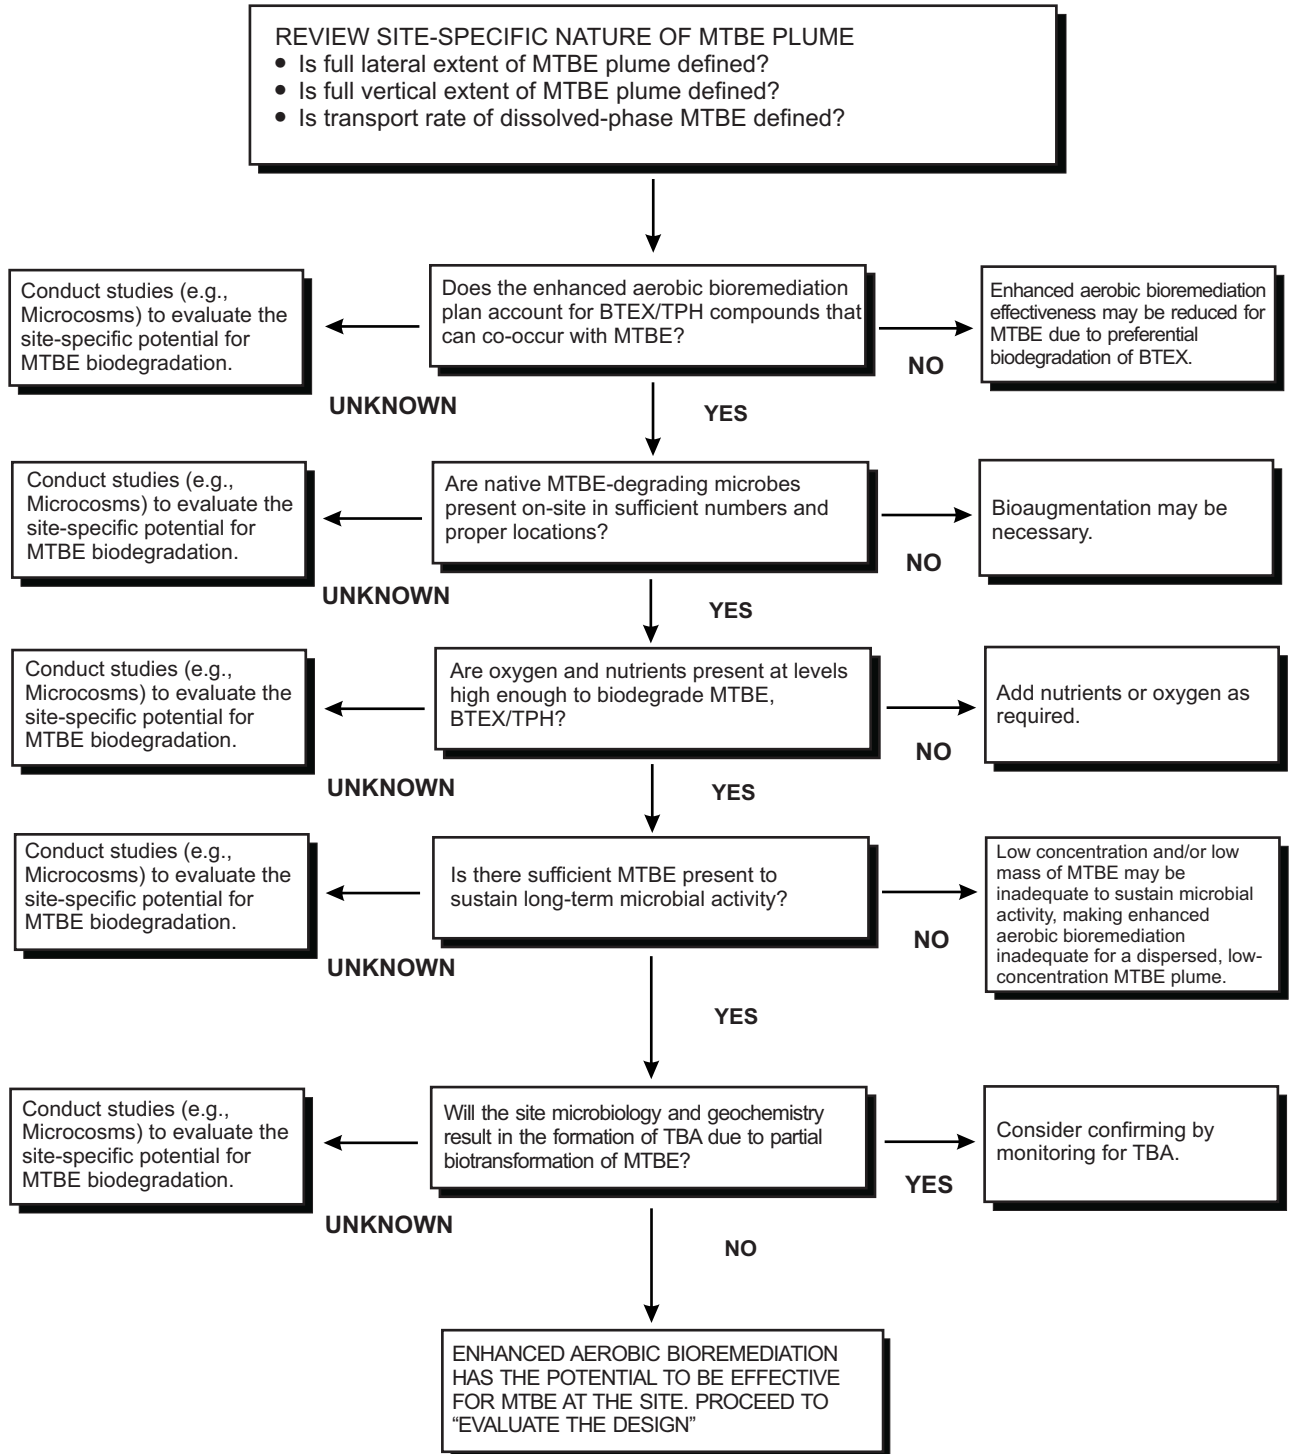 REVIEW SITE-SPECIFIC NATURE OF MTBE PLUME
• Is full lateral extent of MTBE plume defined?
• Is full vertical extent of MTBE plume defined?
• Is transport rate of dissolved-phase MTBE defined?
Conduct studies (e.g.,
Microcosms) to evaluate the
site-specific potential for
MTBE biodegradation.
UNKNOWN
Does the enhanced aerobic bioremediation
plan account for BTEX/TPH compounds that
can co-occur with MTBE?
YES
NO
Enhanced aerobic bioremediation
effectiveness may be reduced for
MTBE due to preferential
biodegradation of BTEX.
Conduct studies (e.g.,
Microcosms) to evaluate the
site-specific potential for
MTBE biodegradation.
UNKNOWN
Are native MTBE-degrading microbes
present on-site in sufficient numbers and
proper locations?
YES
NO
Bioaugmentation may be
necessary.
Conduct studies (e.g.,
Microcosms) to evaluate the
site-specific potential for
MTBE biodegradation.
UNKNOWN
Are oxygen and nutrients present at levels
high enough to biodegrade MTBE,
BTEX/TPH?
YES
NO
Add nutrients or oxygen as
required.
Conduct studies (e.g.,
Microcosms) to evaluate the
site-specific potential for
MTBE biodegradation.
UNKNOWN
Is there sufficient MTBE present to
sustain long-term microbial activity?
YES
NO
Low concentration and/or low
mass of MTBE may be
inadequate to sustain microbial
activity, making enhanced
aerobic bioremediation
inadequate for a dispersed, low-
concentration MTBE plume.
Conduct studies (e.g.,
Microcosms) to evaluate the
site-specific potential for
MTBE biodegradation.
UNKNOWN
Will the site microbiology and geochemistry
result in the formation of TBA due to partial
biotransformation of MTBE?
NO
YES
Consider confirming by
monitoring for TBA.
ENHANCED AEROBIC BIOREMEDIATION
HAS THE POTENTIAL TO BE EFFECTIVE
FOR MTBE AT THE SITE. PROCEED TO
“EVALUATE THE DESIGN”